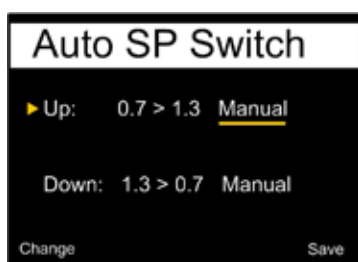 Auto SP Switch
Up: 0.7 > 1.3 Manual
Down: 1.3 > 0.7 Manual
Change Save